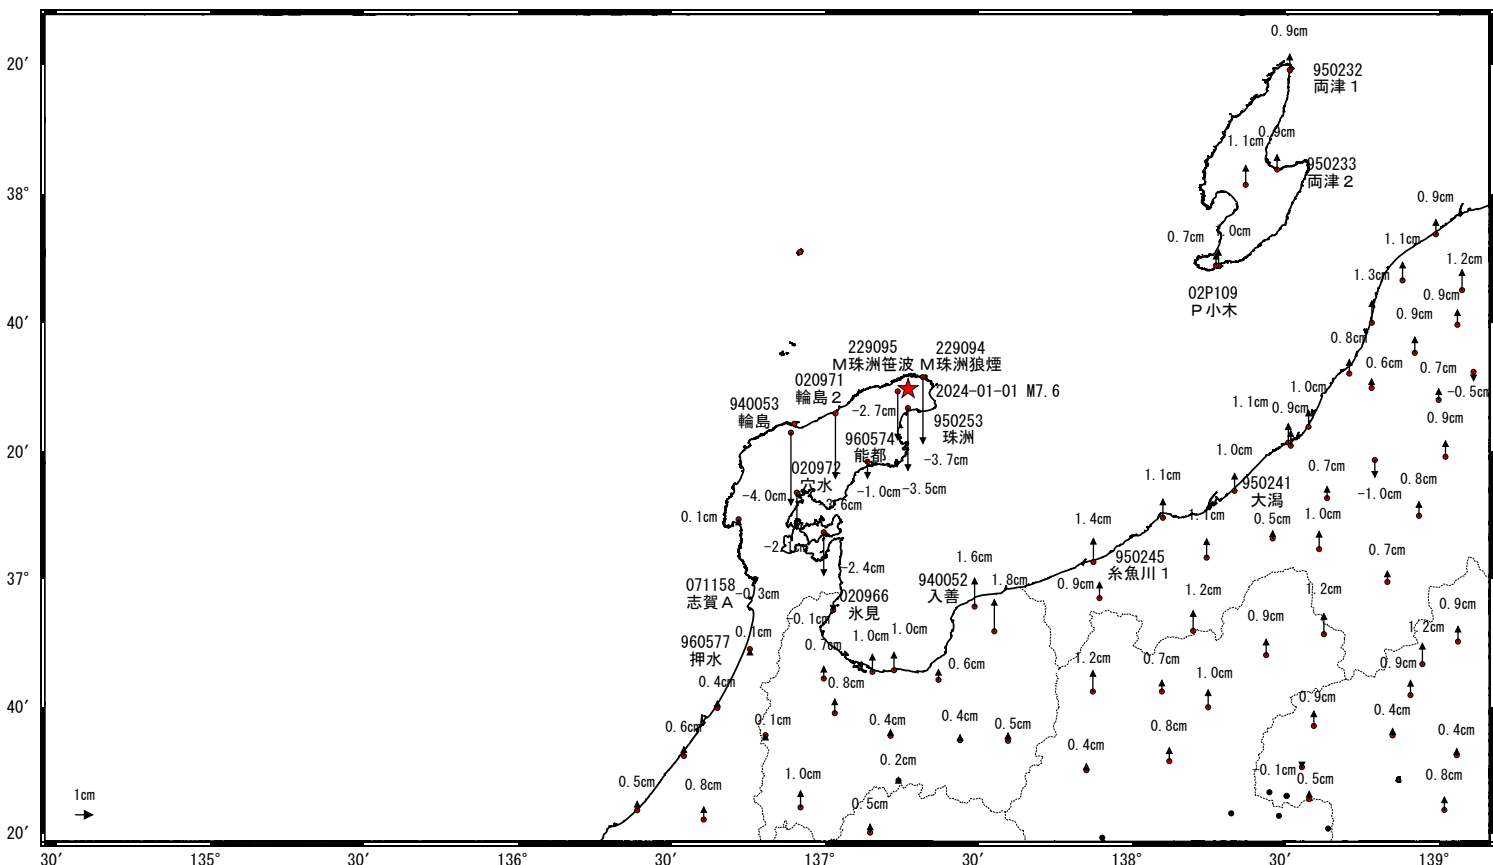 0.9cm
20′
950232
両津１
0.9cm
1.1cm
950233
両津２
38°
0.9cm
0.7cm
1.1cm
1.2cm
1.3cm
0.9cm
02P109
Ｐ小木
0.9cm
40′
0.8cm
229095
Ｍ珠洲笹波
229094
Ｍ珠洲狼煙
0.6cm
0.7cm
020971
輪島２
2024-01-01 M7.6
1.0cm
-0.5cm
940053
輪島
-2.7cm
950253
珠洲
1.1cm
0.9cm
0.9cm
960574
能都
20′
1.0cm
-3.7cm
020972
穴水
0.7cm
1.1cm
950241
大潟
-4.0cm
-1.0cm
-3.5cm
-1.0cm
0.8cm
0.1cm
1.4cm
1.1cm
0.5cm
1.0cm
-2.1cm
1.6cm
950245
糸魚川１
-2.4cm
0.7cm
37°
940052
入善
1.8cm
0.9cm
071158
志賀Ａ
-0.3cm
020966
氷見
1.2cm
1.2cm
-0.1cm
0.9cm
960577
押水
0.1cm
1.0cm
1.0cm
0.9cm
1.2cm
0.7cm
0.6cm
1.2cm
0.7cm
1.0cm
0.9cm
0.4cm
0.8cm
0.9cm
40′
0.6cm
0.1cm
0.4cm
0.4cm
0.5cm
0.4cm
0.8cm
0.4cm
0.4cm
0.2cm
-0.1cm
0.5cm
0.5cm
0.8cm
1.0cm
0.8cm
1cm
0.5cm
20′
30′
135°
30′
136°
30′
137°
30′
138°
30′
139°